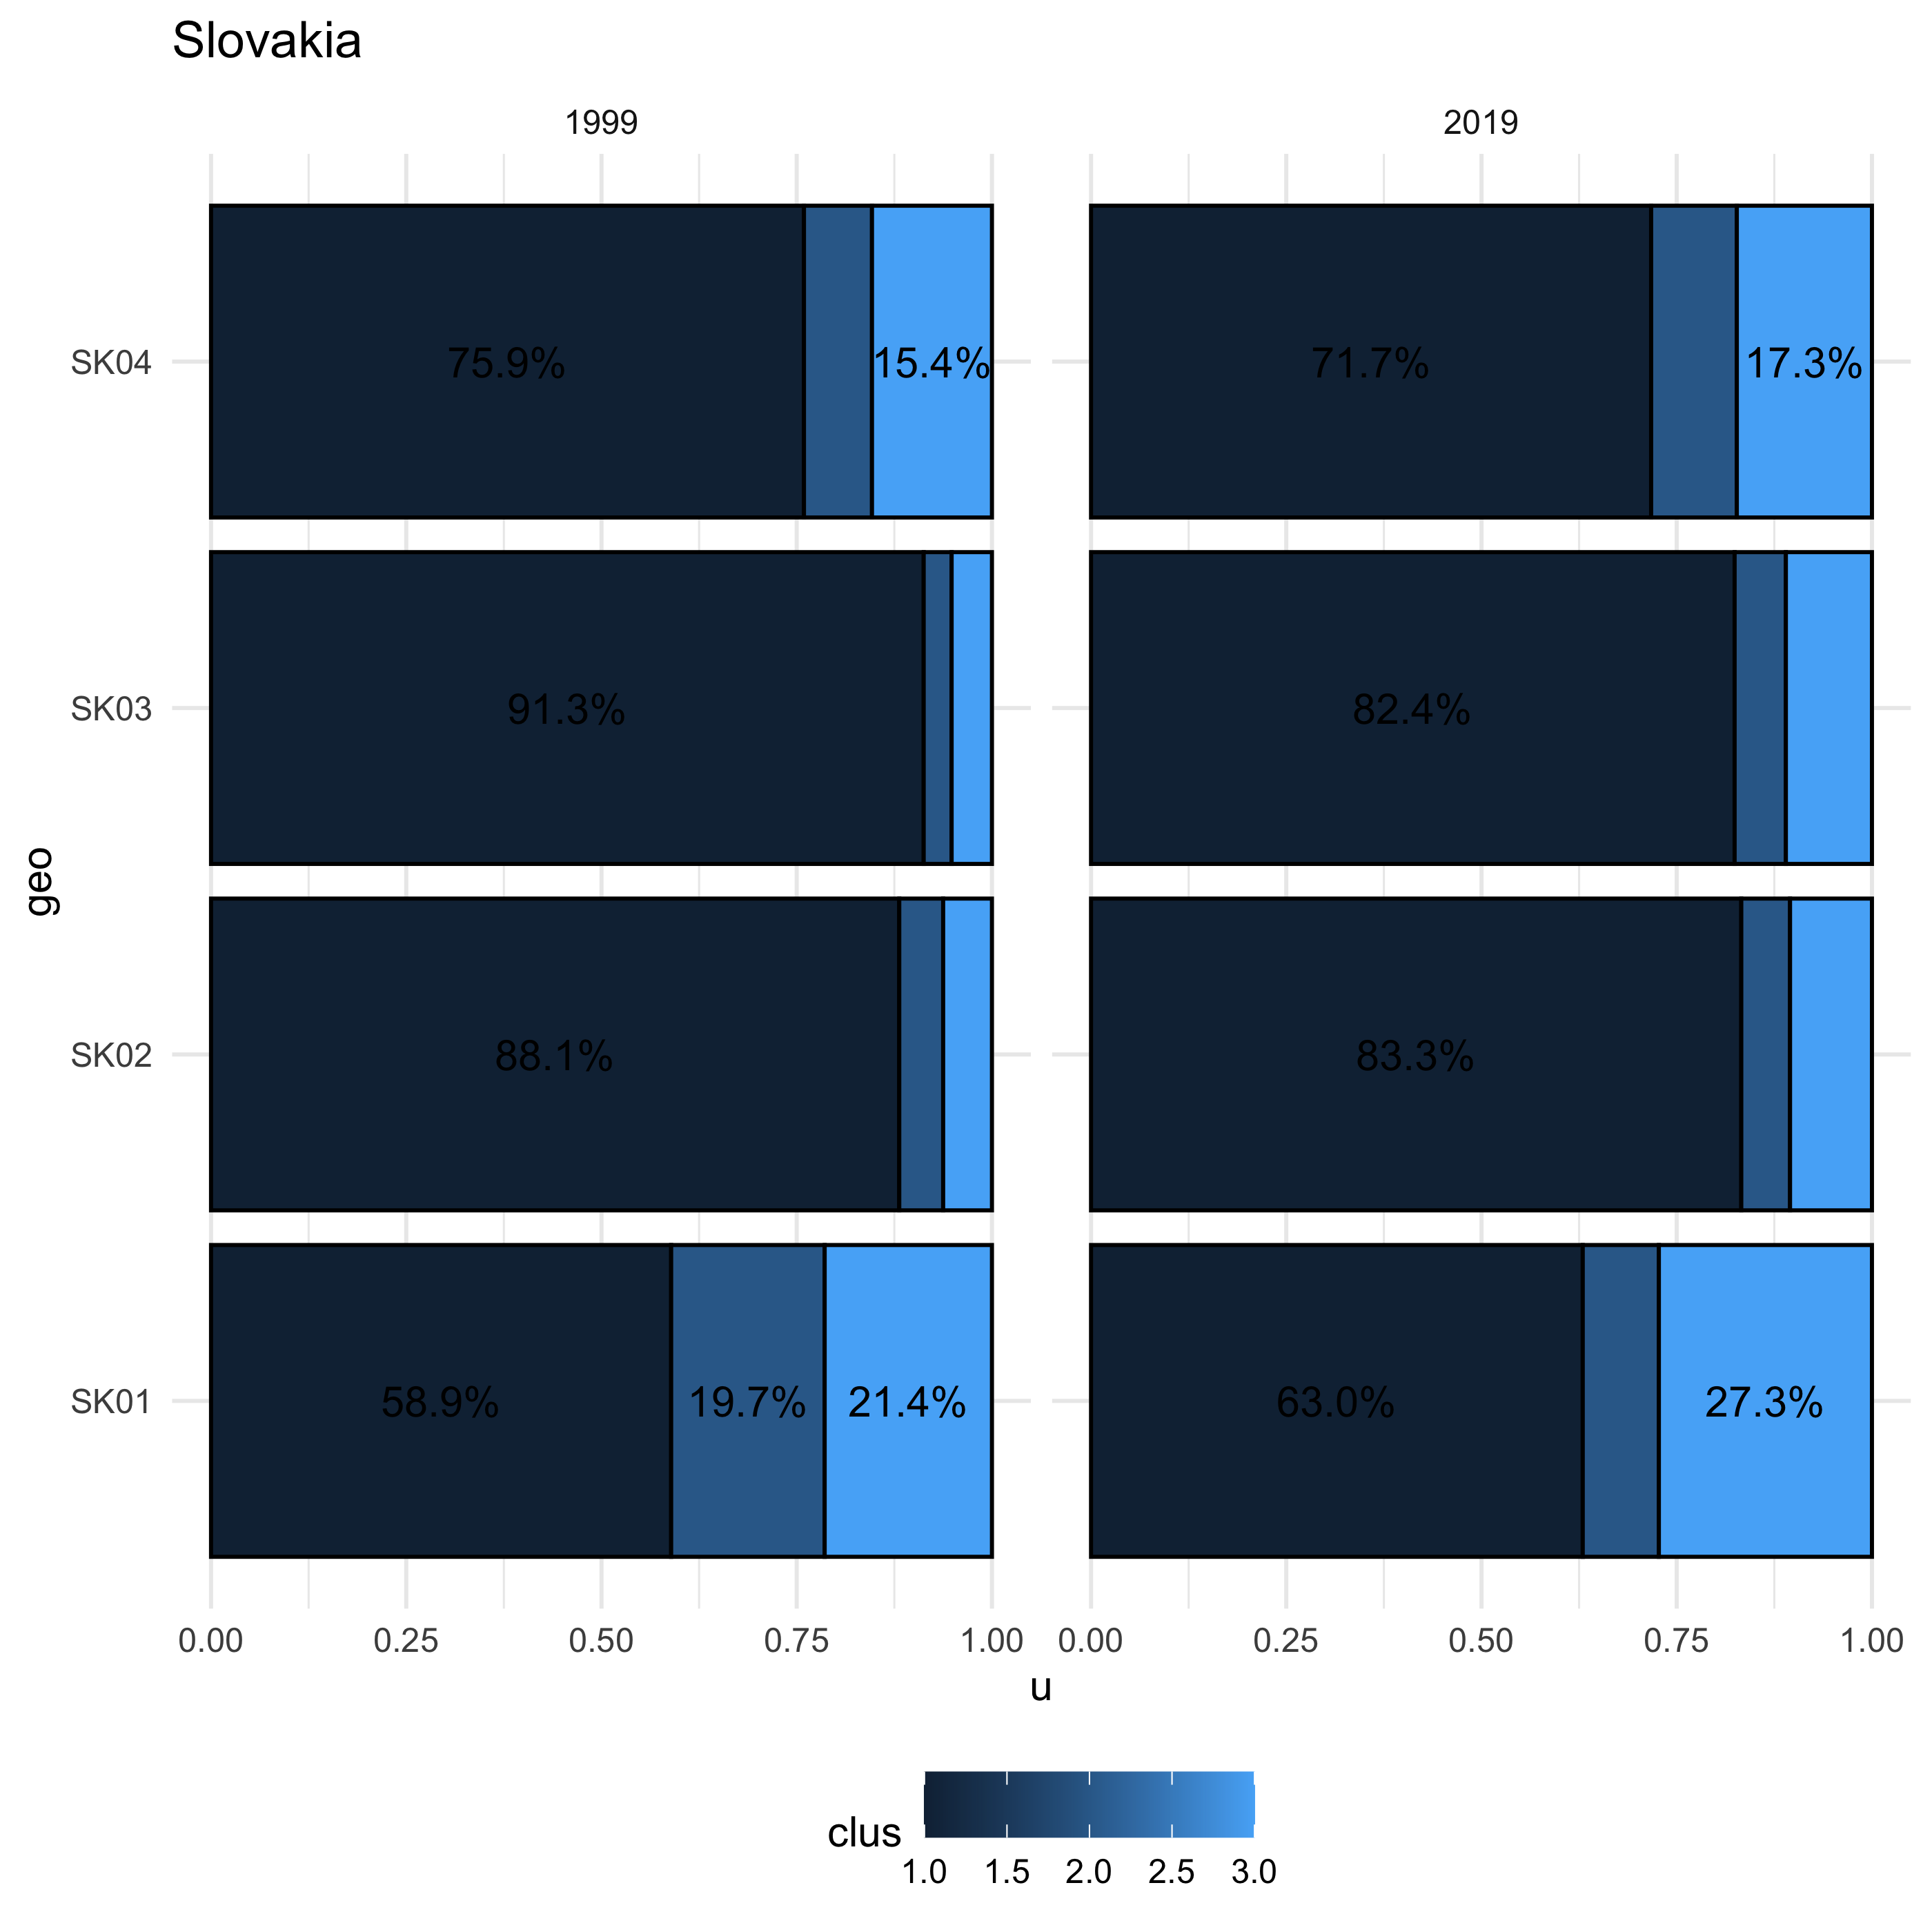 Slovakia
1999 2019
SK04 75.9% 15.4% 71.7% 17.3%
SK03 91.3% 82.4%
geo
SK02 88.1% 83.3%
SK01 58.9% 19.7% 21.4% 63.0% 27.3%
0.00 0.25 0.50 0.75 1.00 0.00 0.25 0.50 0.75 1.00
u
clus
1.0 1.5 2.0 2.5 3.0